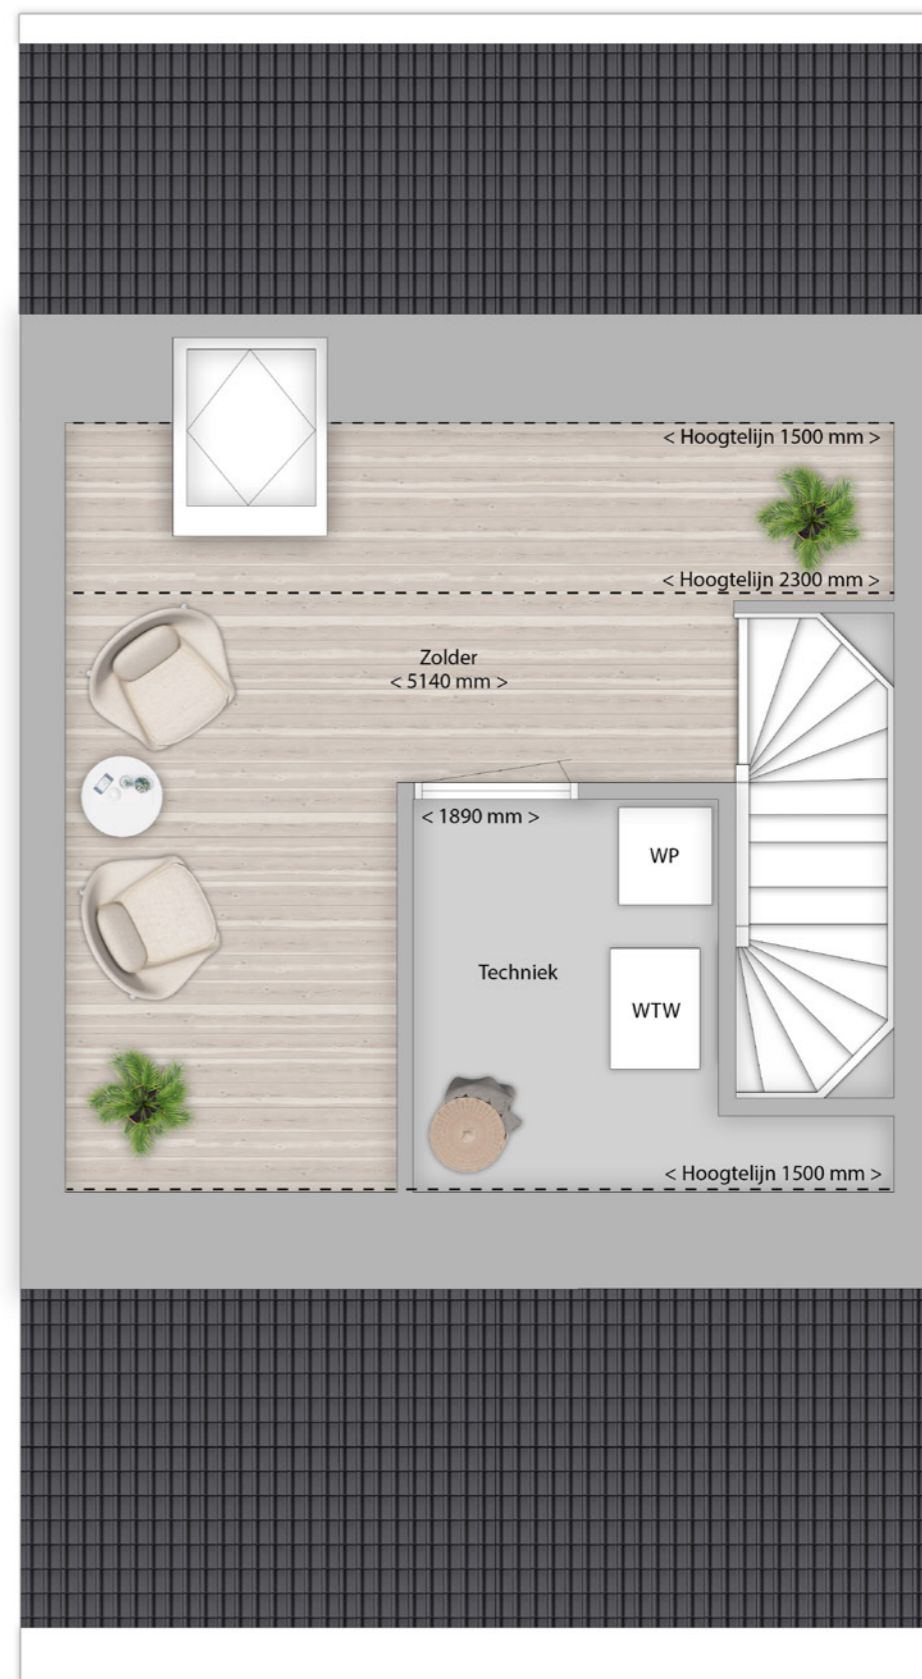 < Hoogtelijn 1500 mm >
< Hoogtelijn 2300 mm >
Zolder
< 5140 mm >
< 1890 mm >
WP
Techniek
WTW
< Hoogtelijn 1500 mm >